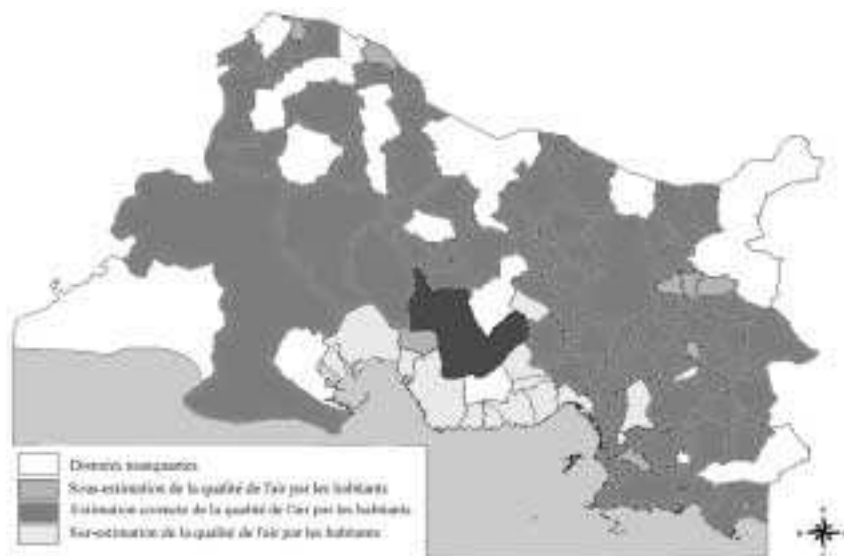 Données manquantes
Sous-estimation de la qualité de l'air par les habitants
Estimation correcte de la qualité de l'air par les habitants
Sur-estimation de la qualité de l'air par les habitants